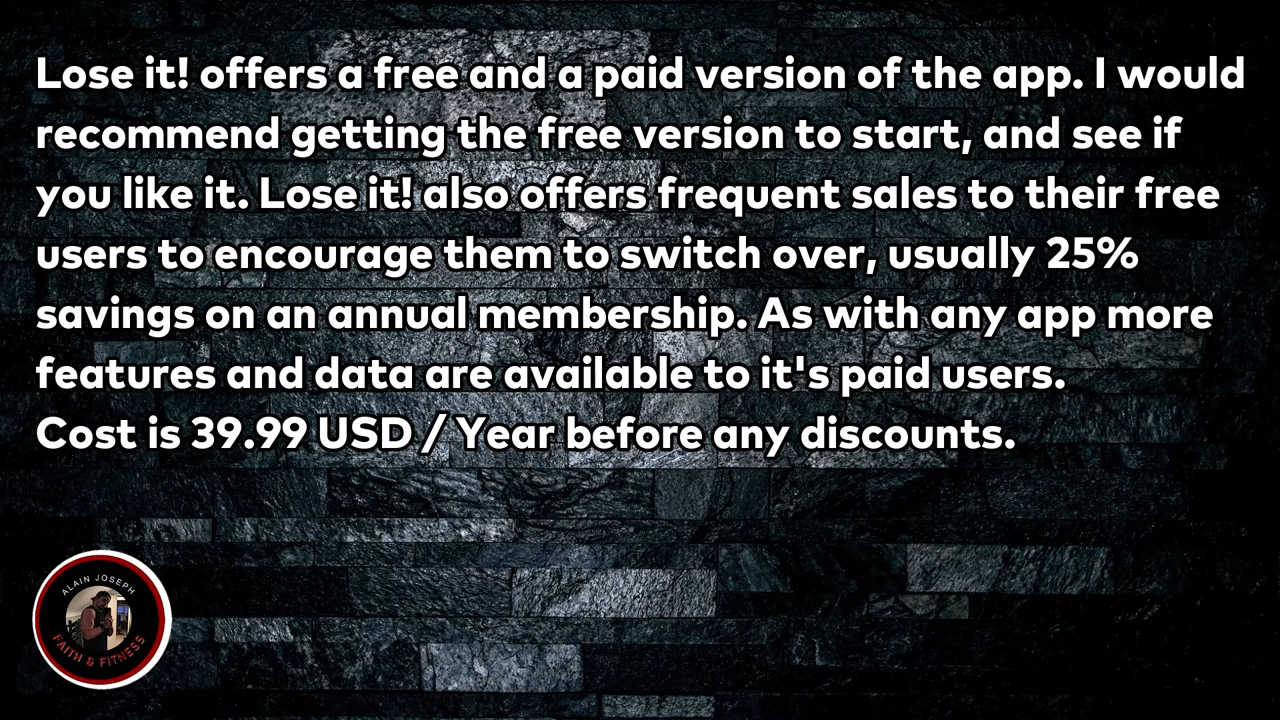 Lose it! offers a free and a paid version of the app. I would
recommend getting the free version to start, and see if
you like it. Lose it! also offers frequent sales to their free
users to encourage them to switch over, usually 25%
savings on an annual membership. As with any app more
features and data are available to it's paid users.
Cost is 39.99 USD / Year before any discounts.
ALAIN JOSEPH
FAITH & FITNESS